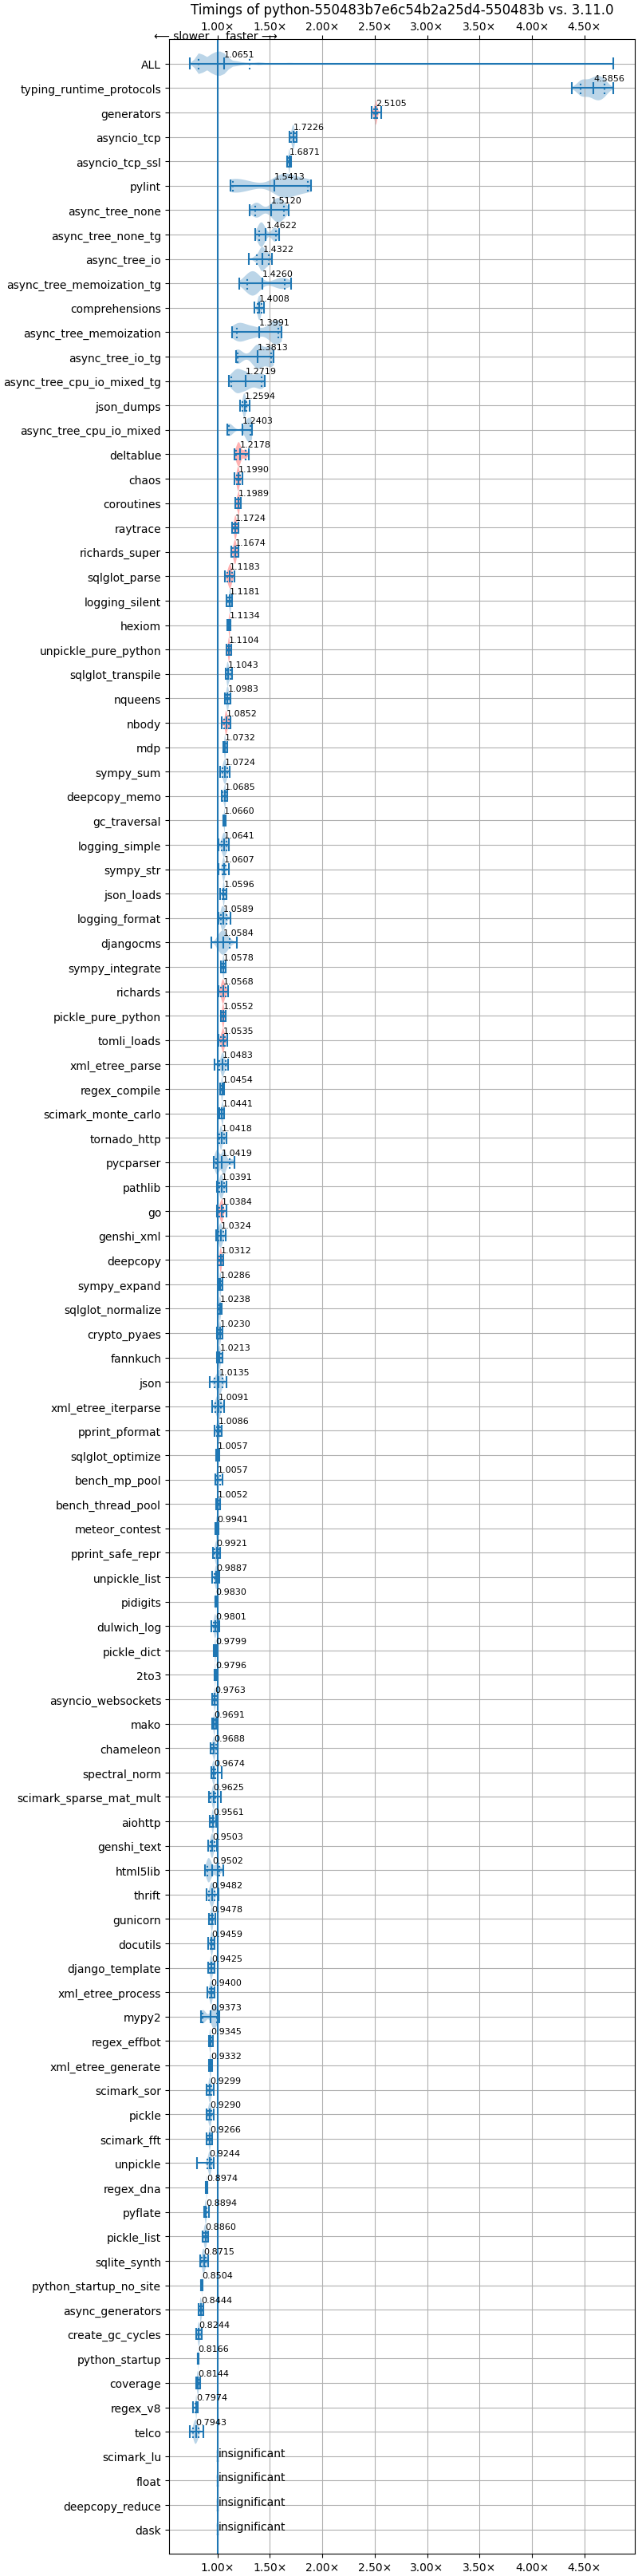 Timings of python-550483b7e6c54b2a25d4-550483b vs. 3.11.0
1.00× 1.50× 2.00× 2.50× 3.00× 3.50× 4.00× 4.50×
⟵ slower faster ⟶
ALL 1.0651
typing_runtime_protocols 4.5856
generators 2.5105
asyncio_tcp 1.7226
asyncio_tcp_ssl 1.6871
pylint 1.5413
async_tree_none 1.5120
async_tree_none_tg 1.4622
async_tree_io 1.4322
async_tree_memoization_tg 1.4260
comprehensions 1.4008
async_tree_memoization 1.3991
async_tree_io_tg 1.3813
async_tree_cpu_io_mixed_tg 1.2719
json_dumps 1.2594
async_tree_cpu_io_mixed 1.2403
deltablue 1.2178
chaos 1.1990
coroutines 1.1989
raytrace 1.1724
richards_super 1.1674
sqlglot_parse 1.1183
logging_silent 1.1181
hexiom 1.1134
unpickle_pure_python 1.1104
sqlglot_transpile 1.1043
nqueens 1.0983
nbody 1.0852
mdp 1.0732
sympy_sum 1.0724
deepcopy_memo 1.0685
gc_traversal 1.0660
logging_simple 1.0641
sympy_str 1.0607
json_loads 1.0596
logging_format 1.0589
djangocms 1.0584
sympy_integrate 1.0578
richards 1.0568
pickle_pure_python 1.0552
tomli_loads 1.0535
xml_etree_parse 1.0483
regex_compile 1.0454
scimark_monte_carlo 1.0441
tornado_http 1.0418
pycparser 1.0419
pathlib 1.0391
go 1.0384
genshi_xml 1.0324
deepcopy 1.0312
sympy_expand 1.0286
sqlglot_normalize 1.0238
crypto_pyaes 1.0230
fannkuch 1.0213
json 1.0135
xml_etree_iterparse 1.0091
pprint_pformat 1.0086
sqlglot_optimize 1.0057
bench_mp_pool 1.0057
bench_thread_pool 1.0052
meteor_contest 0.9941
pprint_safe_repr 0.9921
unpickle_list 0.9887
pidigits 0.9830
dulwich_log 0.9801
pickle_dict 0.9799
2to3 0.9796
asyncio_websockets 0.9763
mako 0.9691
chameleon 0.9688
spectral_norm 0.9674
scimark_sparse_mat_mult 0.9625
aiohttp 0.9561
genshi_text 0.9503
html5lib 0.9502
thrift 0.9482
gunicorn 0.9478
docutils 0.9459
django_template 0.9425
xml_etree_process 0.9400
mypy2 0.9373
regex_effbot 0.9345
xml_etree_generate 0.9332
scimark_sor 0.9299
pickle 0.9290
scimark_fft 0.9266
unpickle 0.9244
regex_dna 0.8974
pyflate 0.8894
pickle_list 0.8860
sqlite_synth 0.8715
python_startup_no_site 0.8504
async_generators 0.8444
create_gc_cycles 0.8244
python_startup 0.8166
coverage 0.8144
regex_v8 0.7974
telco 0.7943
scimark_lu insignificant
float insignificant
deepcopy_reduce insignificant
dask insignificant
1.00× 1.50× 2.00× 2.50× 3.00× 3.50× 4.00× 4.50×